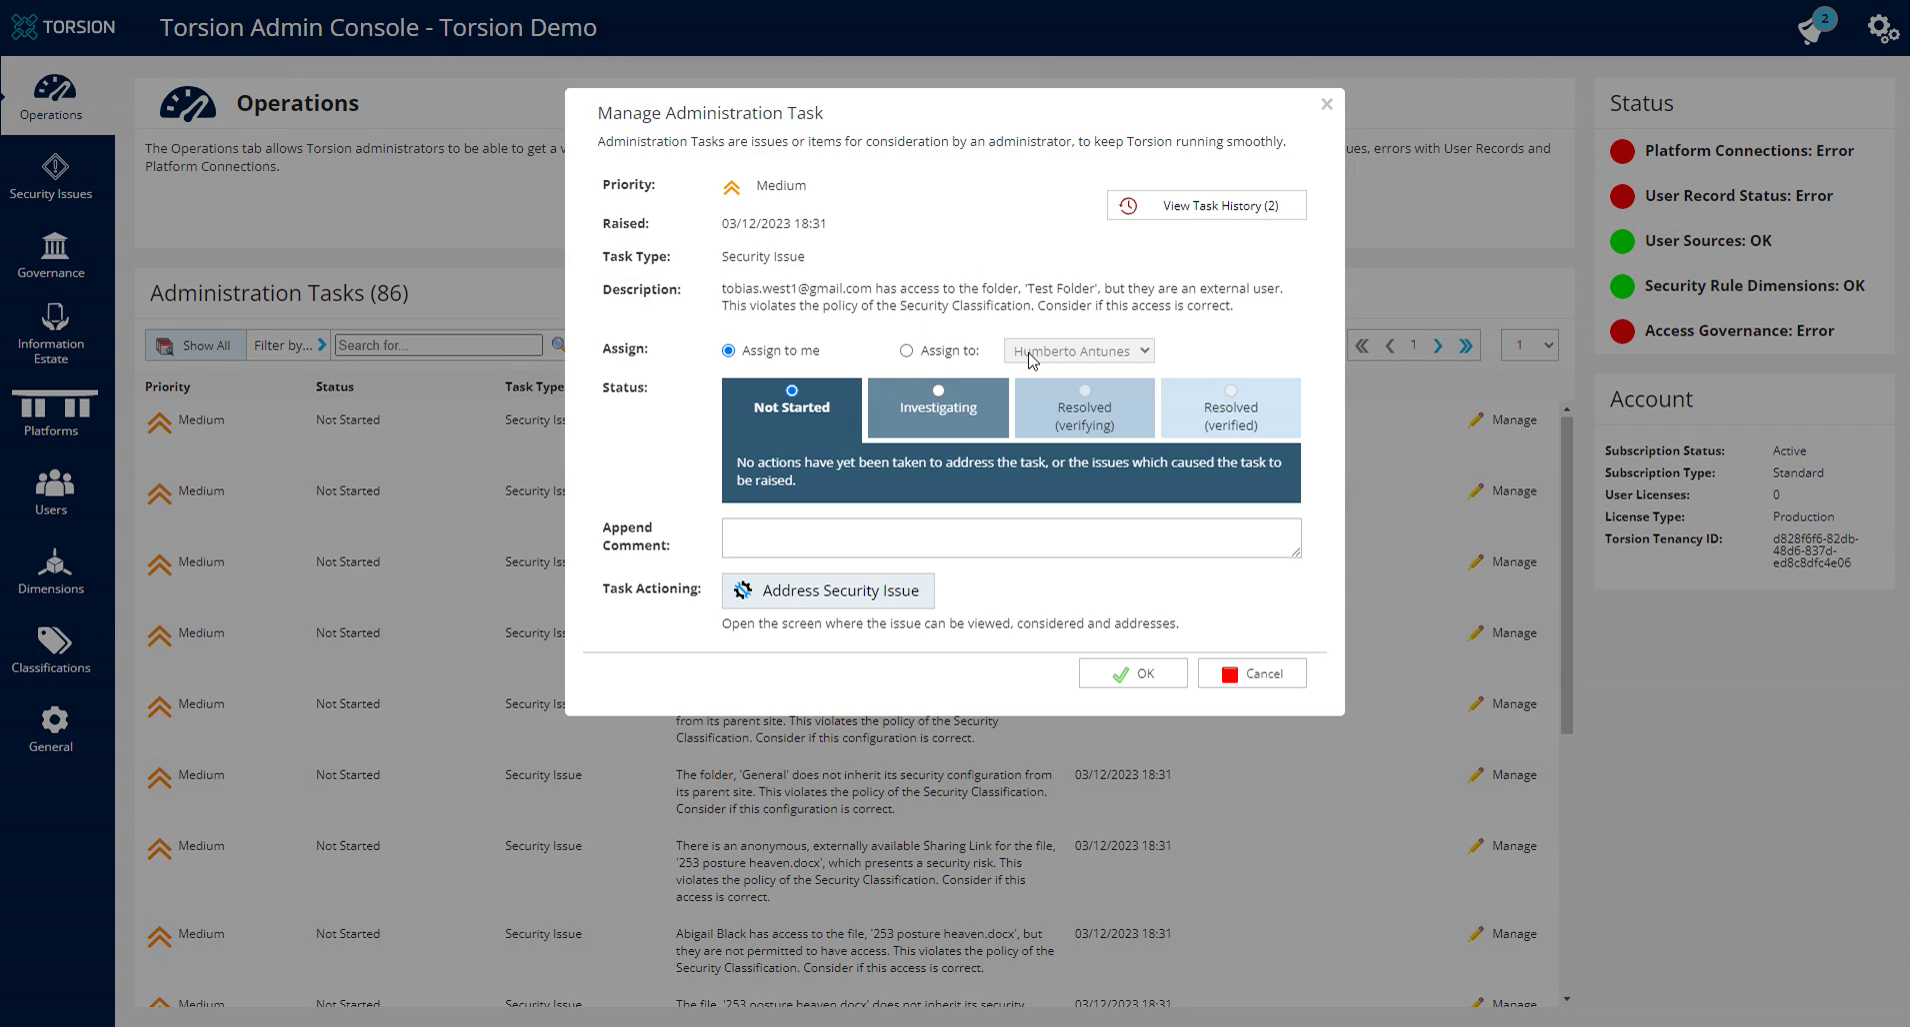 TORSION
Torsion Admin Console - Torsion Demo
2
Operations
Security Issues
Governance
Information
Estate
Platforms
Users
Dimensions
Classifications
General
Operations
The Operations tab allows Torsion administrators to be able to get a v
ues, errors with User Records and
Platform Connections.
Administration Tasks (86)
Show All
Filter by...
Search for...
1
1
Priority
Status
Task Type
Medium
Not Started
Security Iss
Manage
Medium
Not Started
Security Iss
Manage
Medium
Not Started
Security Iss
Manage
Medium
Not Started
Security Iss
Manage
Medium
Not Started
Security Iss
from its parent site. This violates the policy of the Security
Classification. Consider if this configuration is correct.
Manage
Medium
Not Started
Security Issue
The folder, 'General' does not inherit its security configuration from
its parent site. This violates the policy of the Security Classification.
Consider if this configuration is correct.
03/12/2023 18:31
Manage
Medium
Not Started
Security Issue
There is an anonymous, externally available Sharing Link for the file,
'253 posture heaven.docx', which presents a security risk. This
violates the policy of the Security Classification. Consider if this
access is correct.
03/12/2023 18:31
Manage
Medium
Not Started
Security Issue
Abigail Black has access to the file, '253 posture heaven.docx', but
they are not permitted to have access. This violates the policy of the
Security Classification. Consider if this access is correct.
03/12/2023 18:31
Manage
Medium
Not Started
Security Issue
The file, '253 posture heaven.docx' does not inherit its security
03/12/2023 18:31
Manage
Manage Administration Task
Administration Tasks are issues or items for consideration by an administrator, to keep Torsion running smoothly.
Priority:
Medium
View Task History (2)
Raised:
03/12/2023 18:31
Task Type:
Security Issue
Description:
tobias.west1@gmail.com has access to the folder, 'Test Folder', but they are an external user.
This violates the policy of the Security Classification. Consider if this access is correct.
Assign:
Assign to me
Assign to:
Humberto Antunes
Status:
Not Started
Investigating
Resolved
(verifying)
Resolved
(verified)
No actions have yet been taken to address the task, or the issues which caused the task to
be raised.
Append
Comment:
Task Actioning:
Address Security Issue
Open the screen where the issue can be viewed, considered and addresses.
OK
Cancel
Status
Platform Connections: Error
User Record Status: Error
User Sources: OK
Security Rule Dimensions: OK
Access Governance: Error
Account
Subscription Status:
Active
Subscription Type:
Standard
User Licenses:
0
License Type:
Production
Torsion Tenancy ID:
d828f6f6-82db-
48d6-837d-
ed8c8dfc4e06